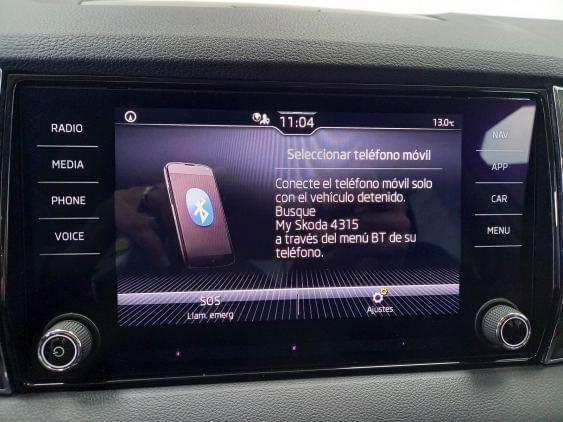 11:04
13.0°C
RADIO
MEDIA
PHONE
VOICE
Seleccionar teléfono móvil
Conecte el teléfono móvil solo
con el vehículo detenido.
Busque
My Skoda 4315
a través del menú BT de su
teléfono.
SOS
Llam. emerg
Ajustes
NAV
APP
CAR
MENU